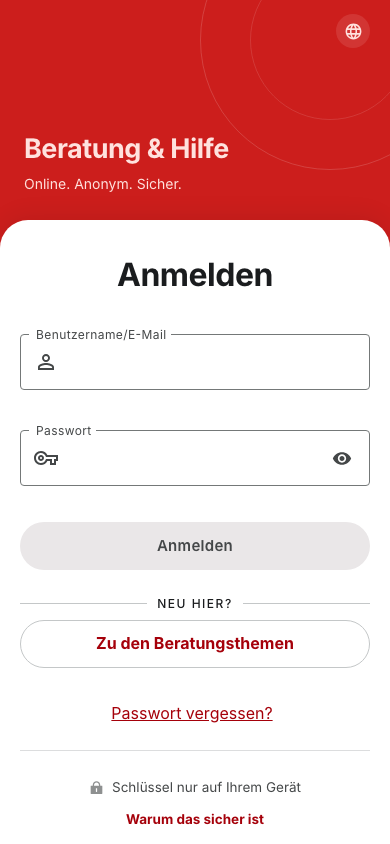 Beratung & Hilfe
Online. Anonym. Sicher.
Anmelden
Benutzername/E-Mail
Passwort
Anmelden
NEU HIER?
Zu den Beratungsthemen
Passwort vergessen?
Schlüssel nur auf Ihrem Gerät
Warum das sicher ist